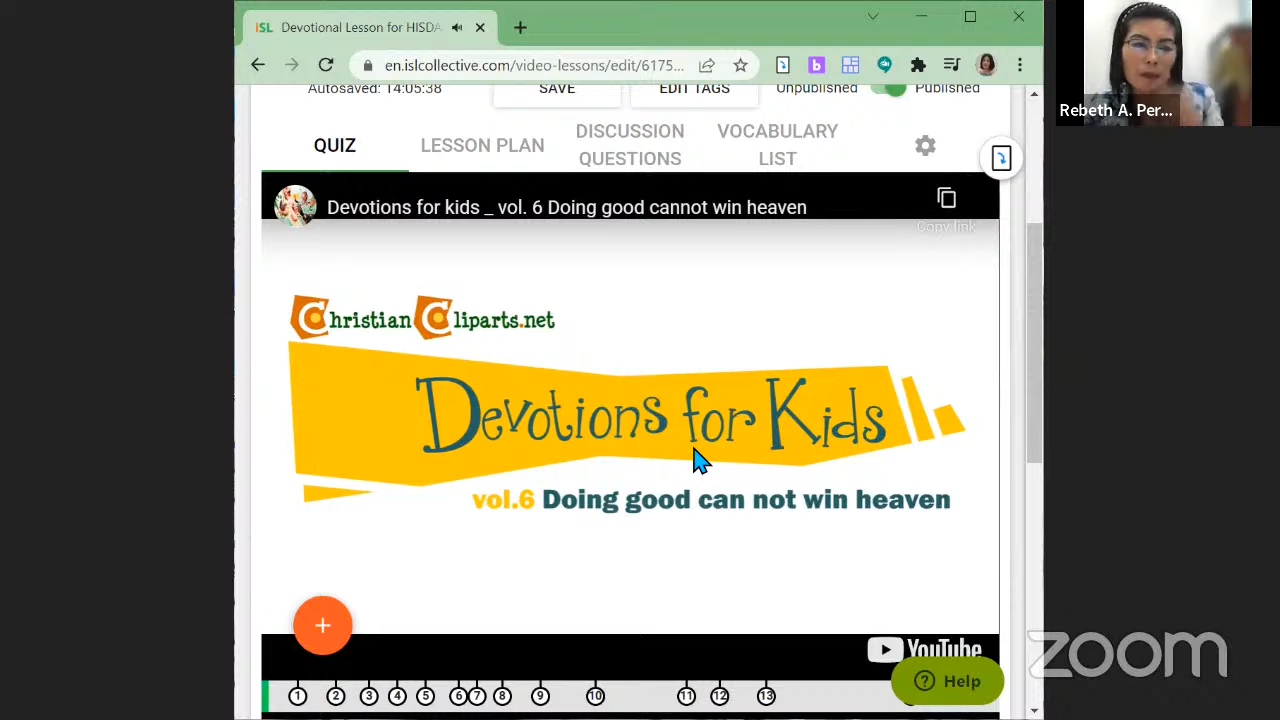 iSL Devotional Lesson for HISDA
en.islcollective.com/video-lessons/edit/6175...
Autosaved: 14:05:38
SAVE
EDIT TAGS
Unpublished
Published
QUIZ
LESSON PLAN
DISCUSSION
QUESTIONS
VOCABULARY
LIST
Devotions for kids _ vol. 6 Doing good cannot win heaven
Copy link
ChristianCliparts.net
Devotions for Kids
vol.6 Doing good can not win heaven
+
YouTube
Help
1 2 3 4 5 6 7 8 9 10 11 12 13
Rebeth A. Per...
zoom